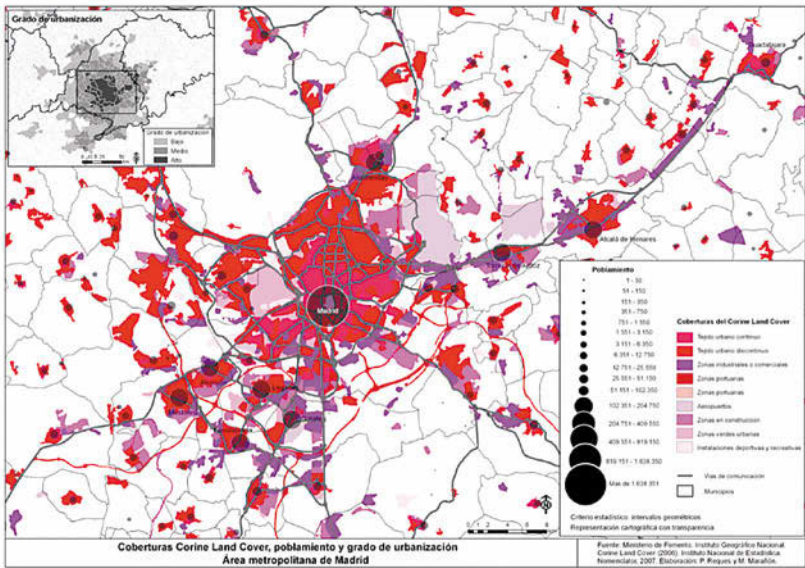 Grado de urbanización
Grado de urbanización
Bajo
Medio
Alto
Guadalajara
Alcalá de Henares
Madrid
Poblamiento
1 - 50
51 - 150
151 - 350
351 - 750
751 - 1 550
1 551 - 3 150
3 151 - 6 350
6 351 - 12 750
12 751 - 25 550
25 551 - 51 150
51 151 - 102 350
102 351 - 204 750
204 751 - 409 550
409 551 - 819 150
819 151 - 1 638 350
Mas de 1 638 351
Coberturas del Corine Land Cover
Tejido urbano continuo
Tejido urbano discontinuo
Zonas industriales o comerciales
Zonas portuarias
Zonas portuarias
Aeropuertos
Zonas en construcción
Zonas verdes urbanas
Instalaciones deportivas y recreativas
Vías de comunicación
Municipios
Criterio estadístico: intervalos geométricos
Representación cartográfica con transparencia
Coberturas Corine Land Cover, poblamiento y grado de urbanización
Área metropolitana de Madrid
Fuente: Ministerio de Fomento. Instituto Geográfico Nacional.
Corine Land Cover (2006). Instituto Nacional de Estadística.
Nomenclator, 2007. Elaboración: P. Reques y M. Marañón.